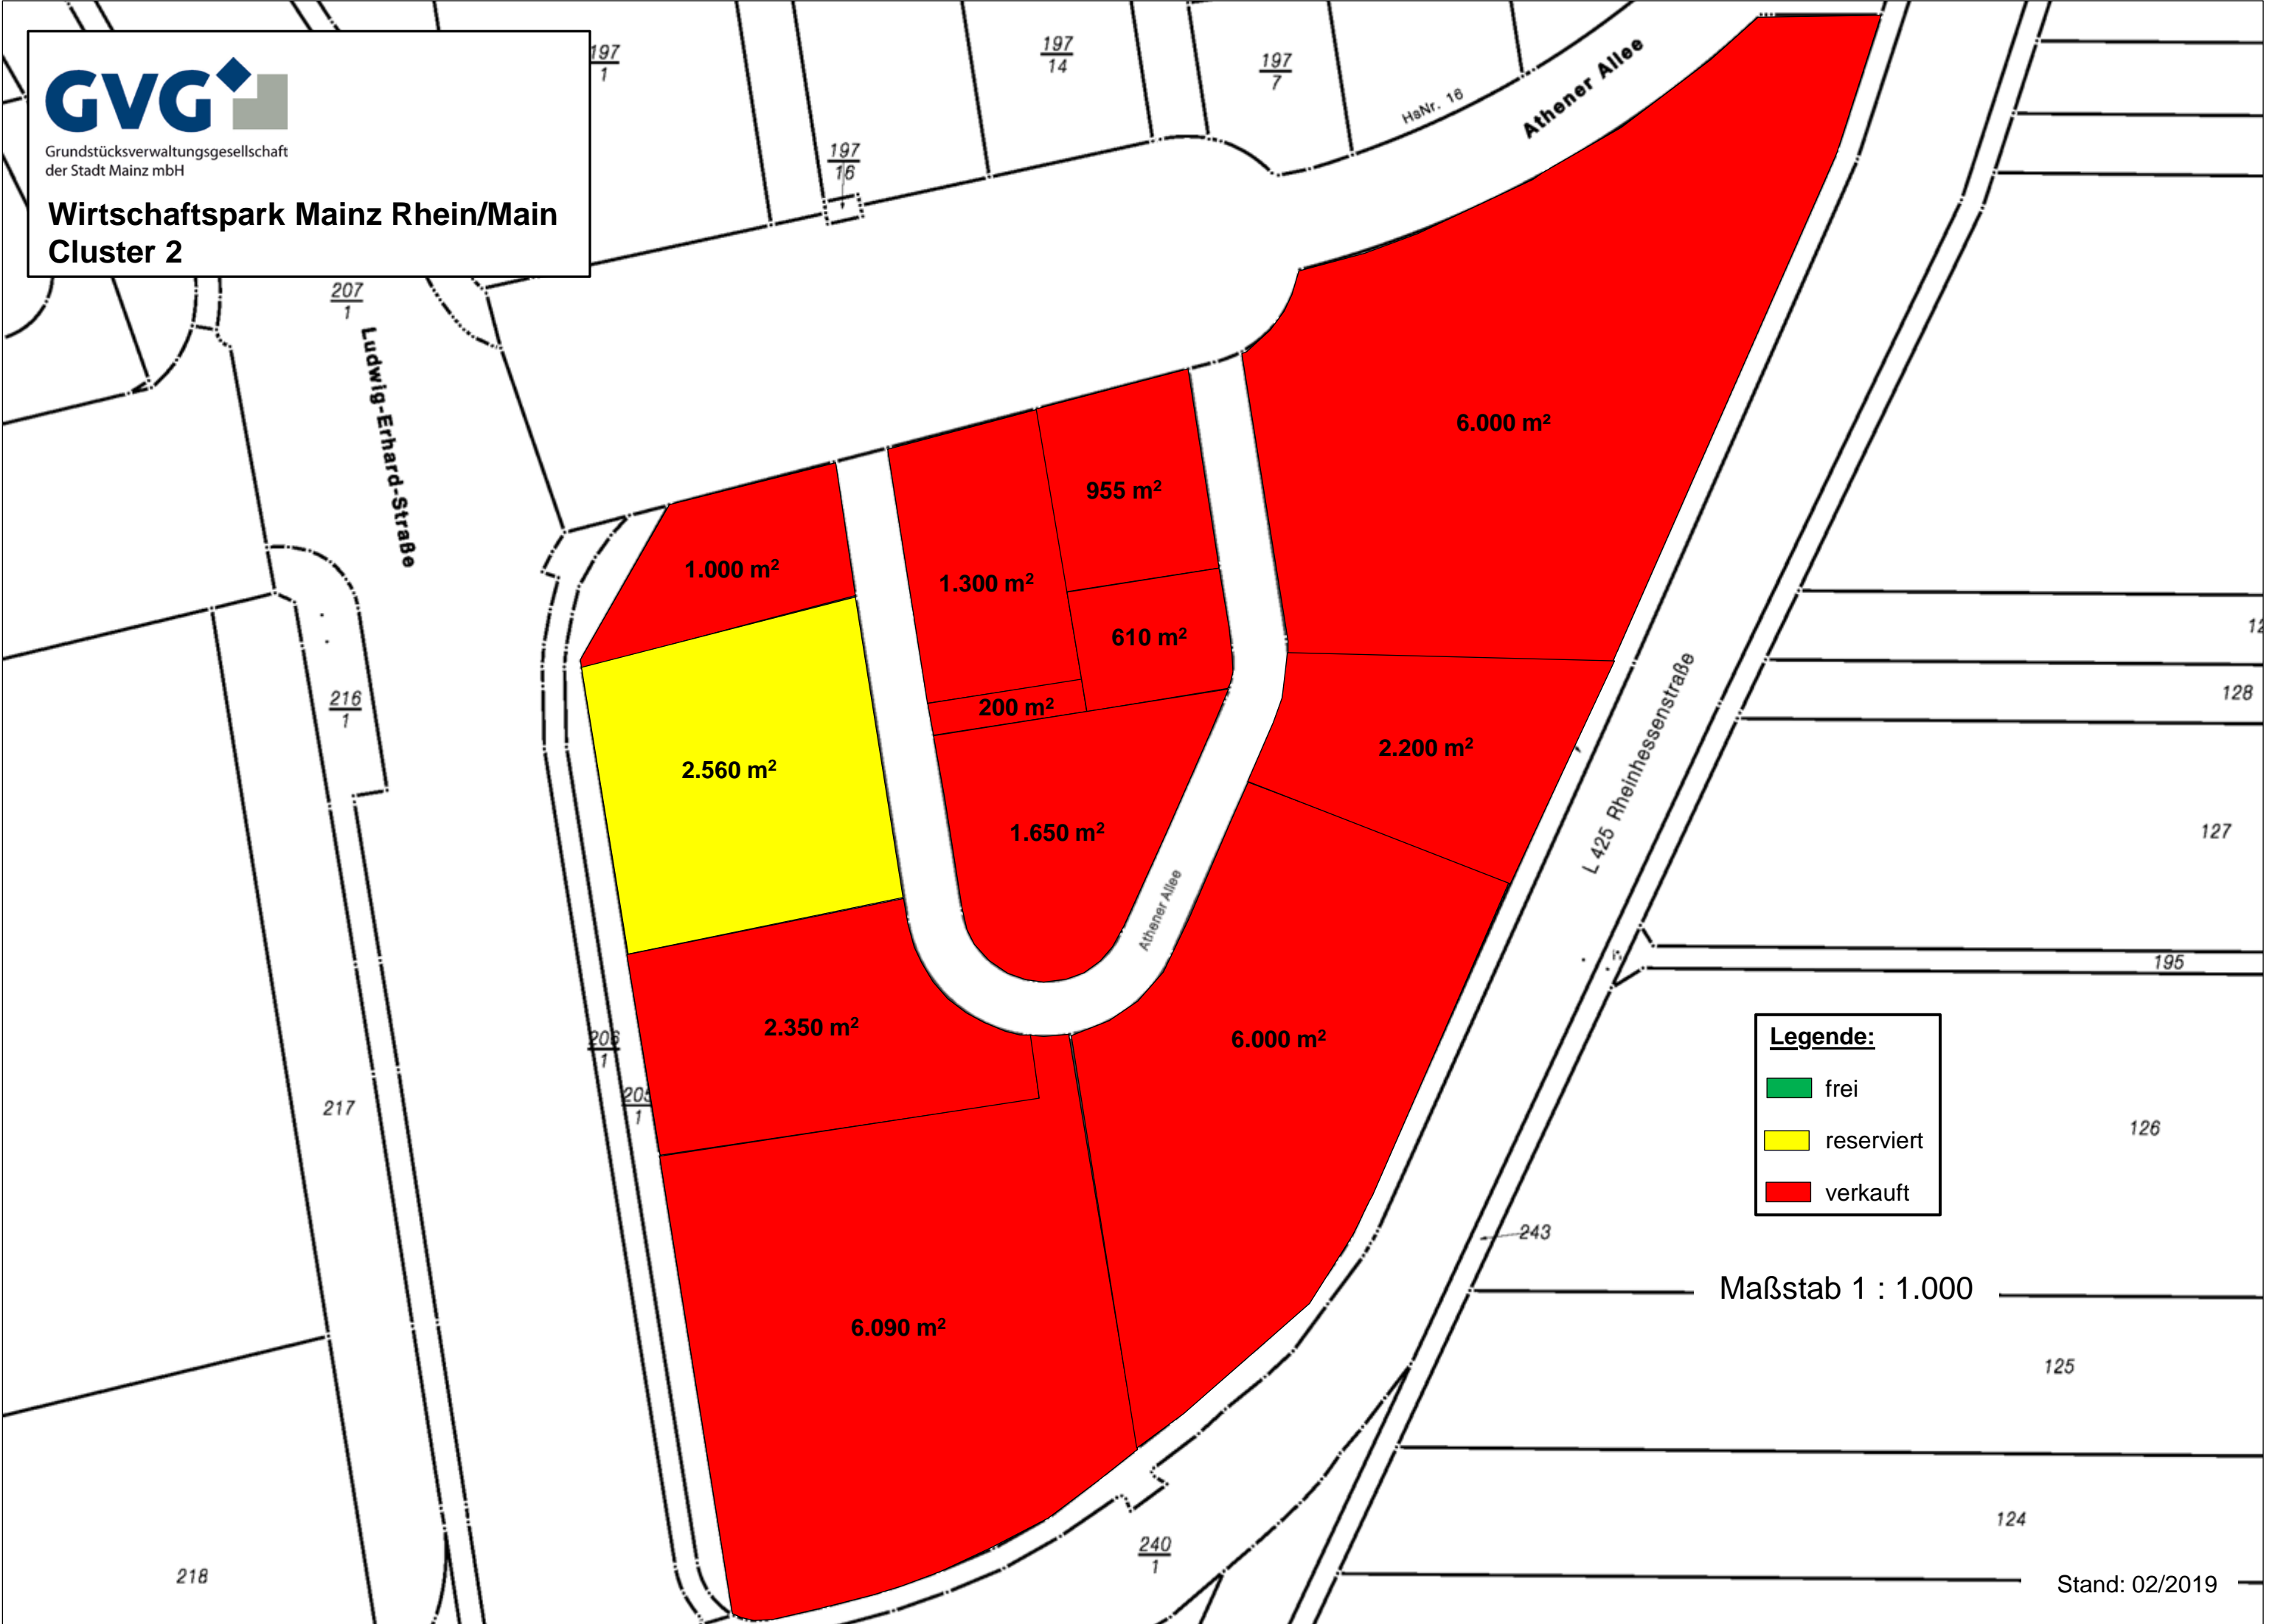 GVG
Grundstücksverwaltungsgesellschaft
der Stadt Mainz mbH
Wirtschaftspark Mainz Rhein/Main
Cluster 2
197
1
197
14
197
7
197
16
HsNr. 16
Athener Allee
207
1
Ludwig-Erhard-Straße
216
1
217
218
206
1
205
1
6.000 m²
955 m²
1.300 m²
1.000 m²
610 m²
200 m²
2.560 m²
1.650 m²
2.200 m²
Athener Allee
2.350 m²
6.000 m²
6.090 m²
L 425 Rheinhessenstraße
128
127
195
126
243
125
124
240
1
Legende:
frei
reserviert
verkauft
Maßstab 1 : 1.000
Stand: 02/2019